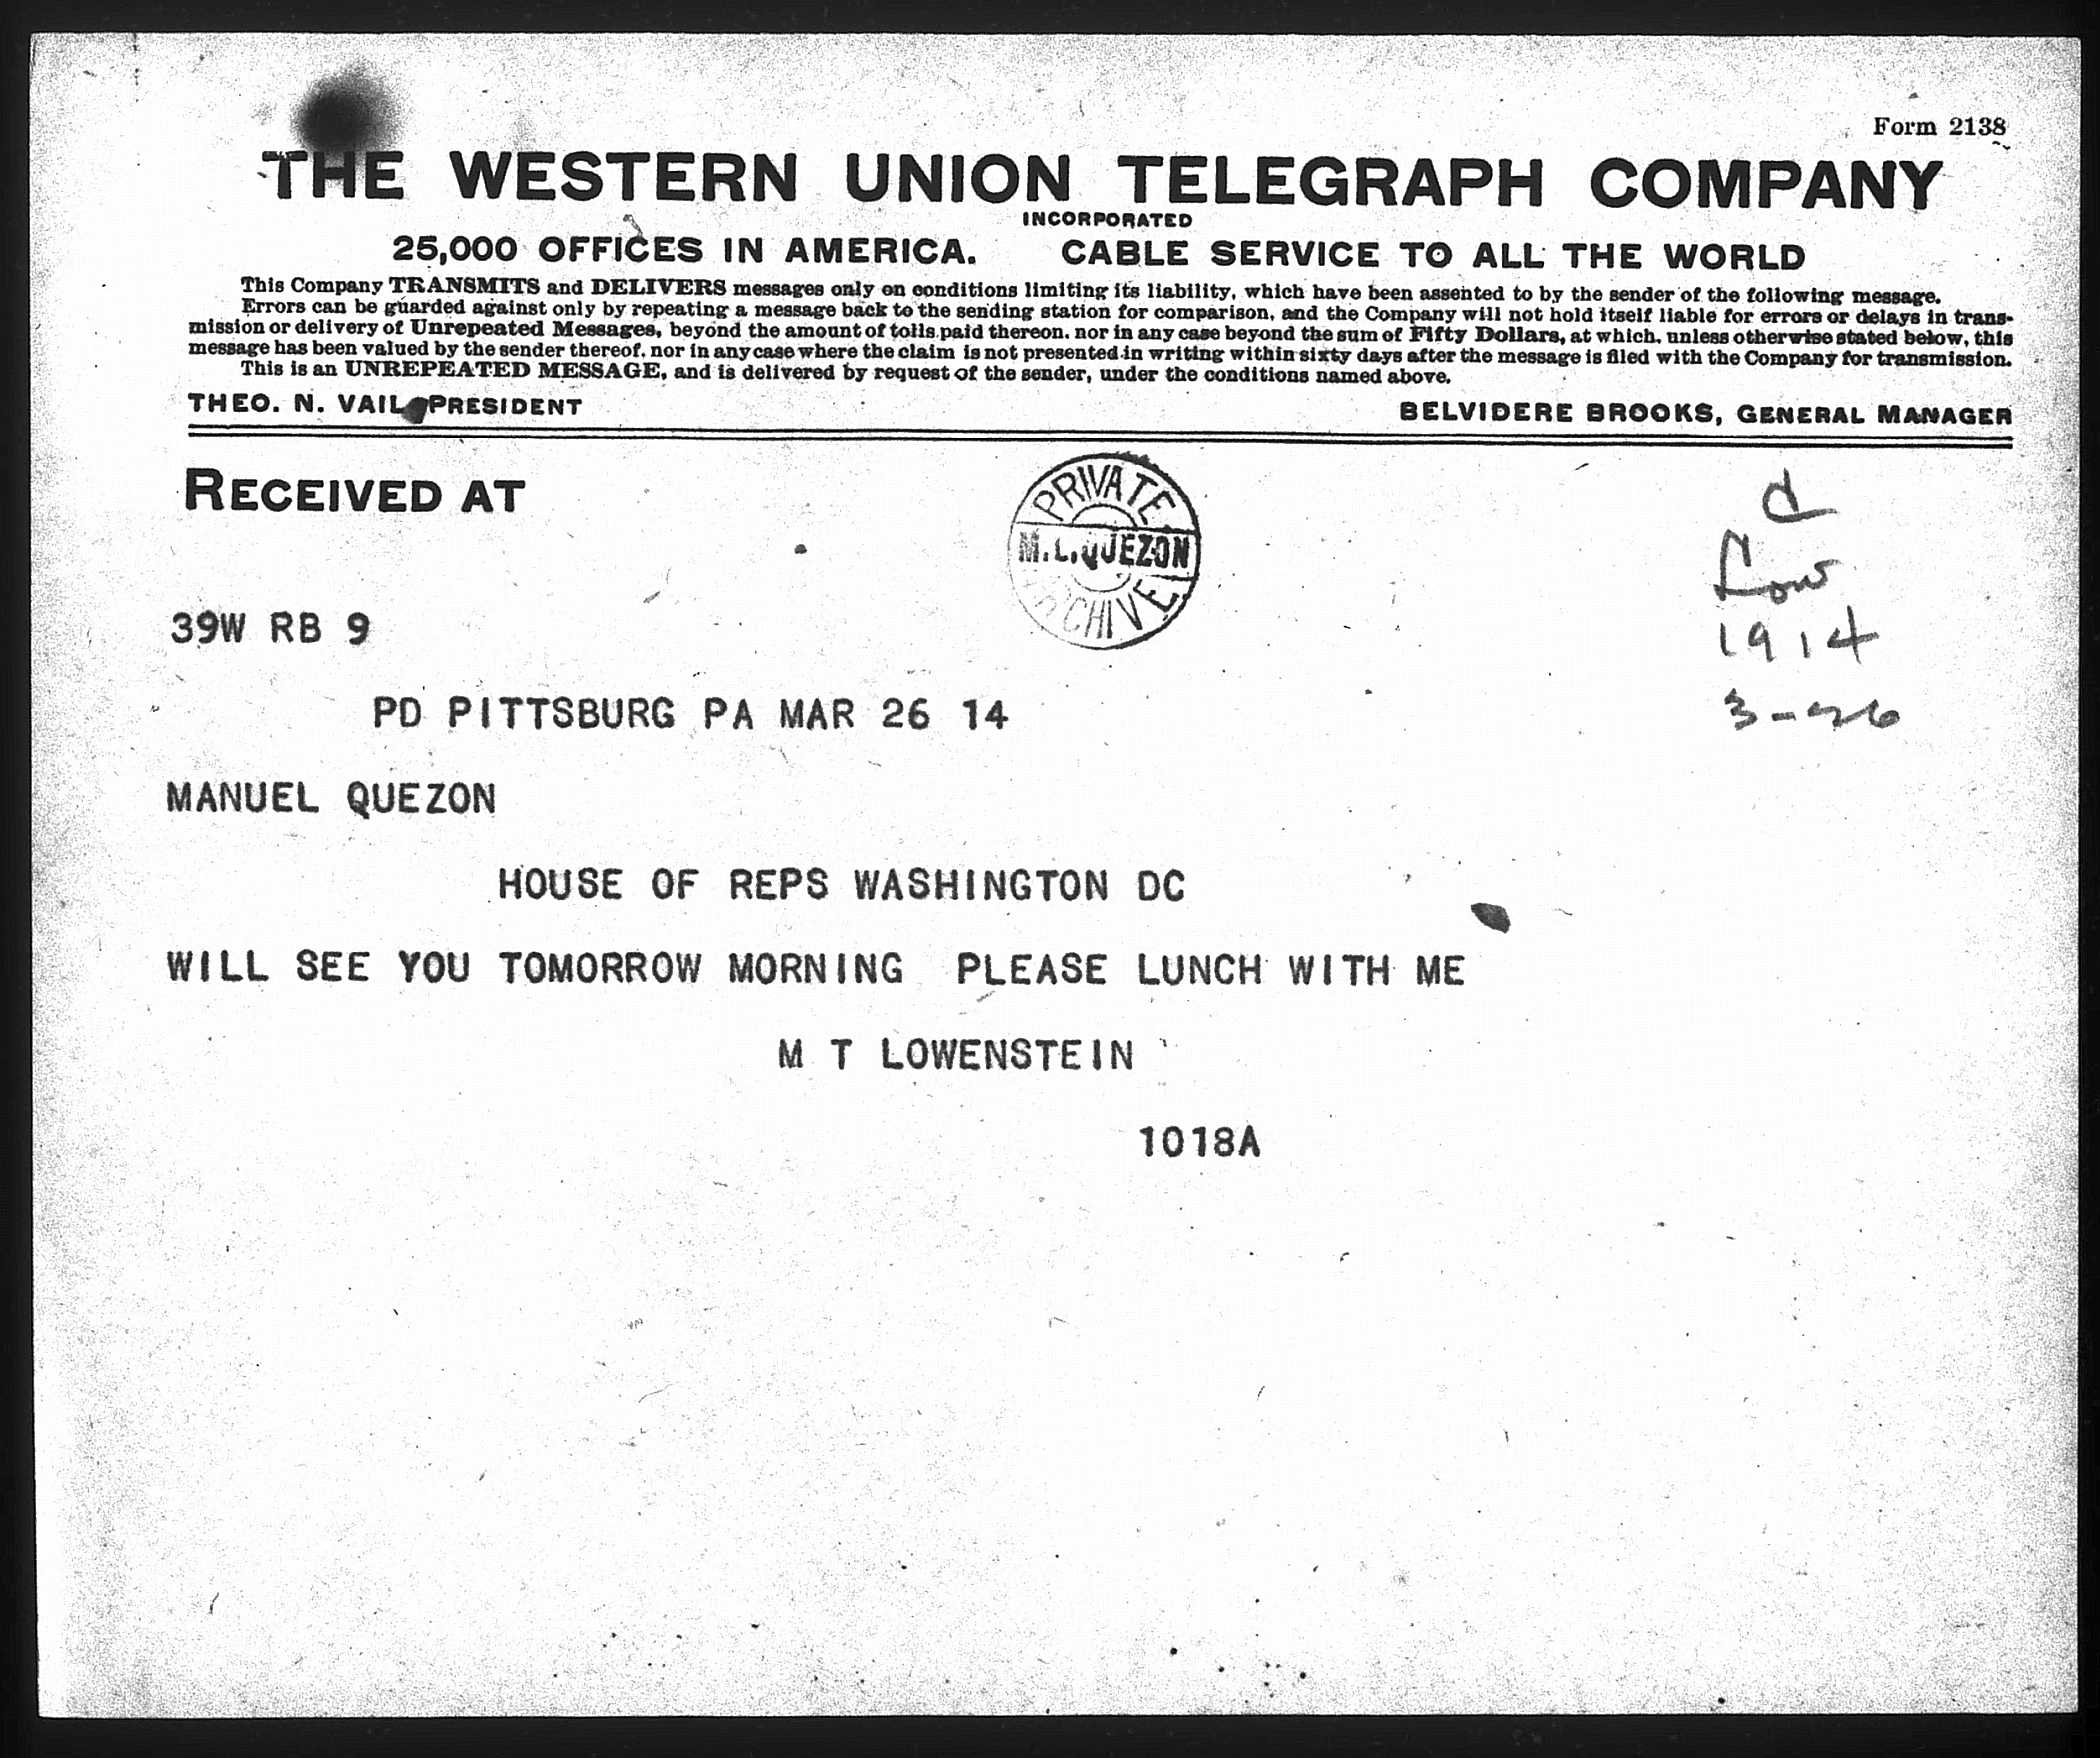 Form 2138
THE WESTERN UNION TELEGRAPH COMPANY
INCORPORATED
25,000 OFFICES IN AMERICA. CABLE SERVICE TO ALL THE WORLD
This Company TRANSMITS and DELIVERS messages only on conditions limiting its liability, which have been assented to by the sender of the following message.
Errors can be guarded against only by repeating a message back to the sending station for comparison, and the Company will not hold itself liable for errors or delays in trans-
mission or delivery of Unrepeated Messages, beyond the amount of tolls paid thereon, nor in any case beyond the sum of Fifty Dollars, at which, unless otherwise stated below, this
message has been valued by the sender thereof, nor in any case where the claim is not presented in writing within sixty days after the message is filed with the Company for transmission.
This is an UNREPEATED MESSAGE, and is delivered by request of the sender, under the conditions named above.
THEO. N. VAIL, PRESIDENT BELVIDERE BROOKS, GENERAL MANAGER
RECEIVED AT
PRIVATE
M.L.QUEZON
ARCHIVE
d
Low
1914
3-26
39W RB 9
PD PITTSBURG PA MAR 26 14
MANUEL QUEZON
HOUSE OF REPS WASHINGTON DC
WILL SEE YOU TOMORROW MORNING PLEASE LUNCH WITH ME
M T LOWENSTEIN
1018A